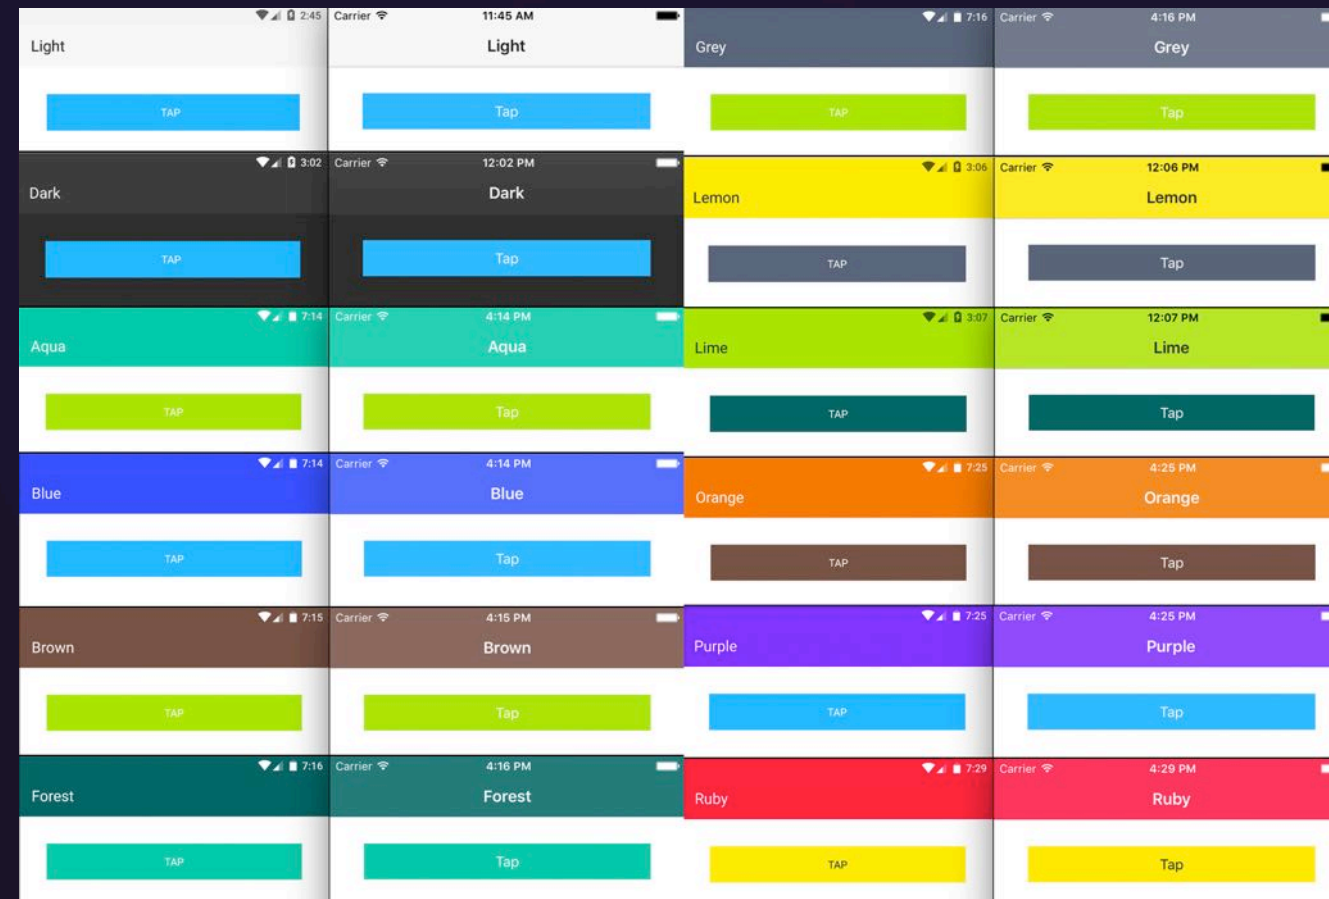 2:45 Carrier 11:45 AM
Light Light
TAP Tap
3:02 Carrier 12:02 PM
Dark Dark
TAP Tap
7:14 Carrier 4:14 PM
Aqua Aqua
TAP Tap
7:14 Carrier 4:14 PM
Blue Blue
TAP Tap
7:15 Carrier 4:15 PM
Brown Brown
TAP Tap
7:16 Carrier 4:16 PM
Forest Forest
TAP Tap
7:16 Carrier 4:16 PM
Grey Grey
TAP Tap
3:06 Carrier 12:06 PM
Lemon Lemon
TAP Tap
3:07 Carrier 12:07 PM
Lime Lime
TAP Tap
7:25 Carrier 4:25 PM
Orange Orange
TAP Tap
7:25 Carrier 4:25 PM
Purple Purple
TAP Tap
7:29 Carrier 4:29 PM
Ruby Ruby
TAP Tap